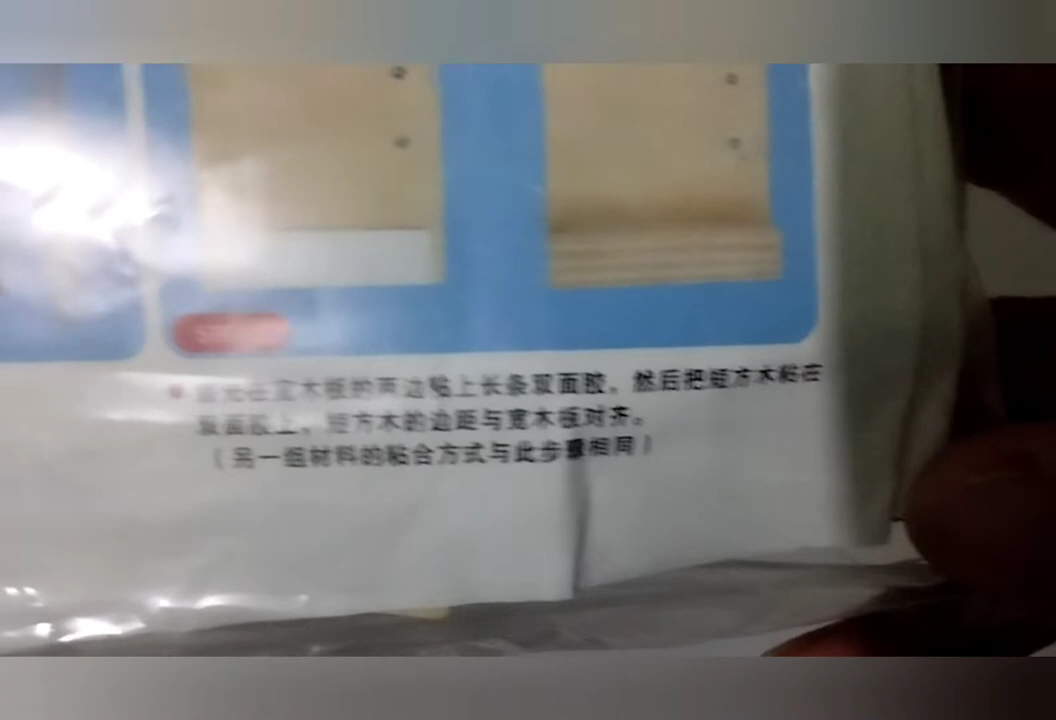 在宽木板的两边粘上长条双面胶，然后把短方木粘在
双面胶上，短方木的边距与宽木板对齐。
（另一组材料的粘合方式与此步骤相同）